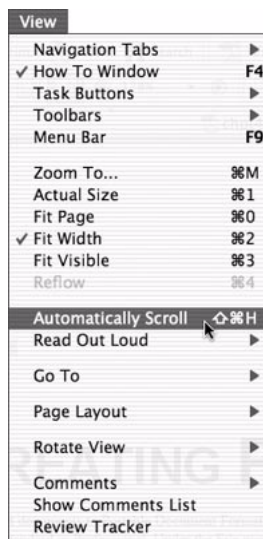 View
Navigation Tabs ▶
✓ How To Window F4
Task Buttons ▶
Toolbars ▶
Menu Bar F9
Zoom To...  ⌘M
Actual Size ⌘1
Fit Page ⌘0
✓ Fit Width ⌘2
Fit Visible ⌘3
Reflow ⌘4
Automatically Scroll ⇧⌘H
Read Out Loud ▶
Go To ▶
Page Layout ▶
Rotate View ▶
Comments ▶
Show Comments List
Review Tracker